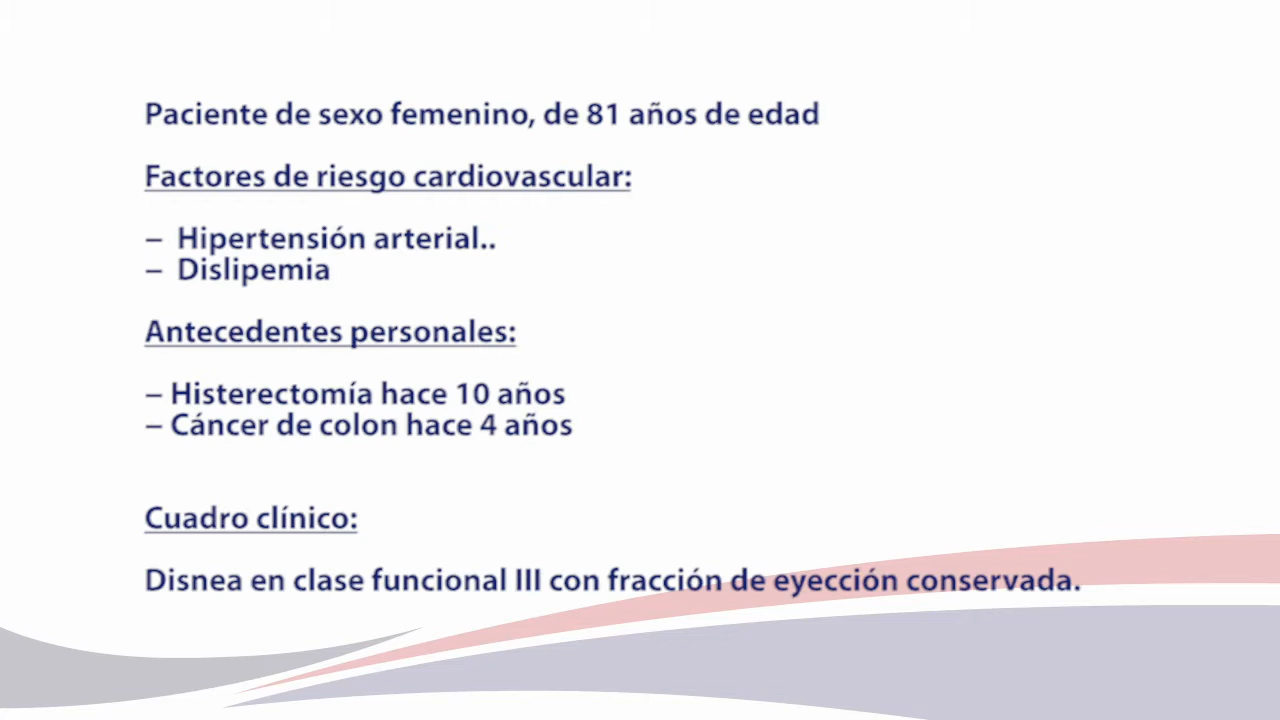 Paciente de sexo femenino, de 81 años de edad
Factores de riesgo cardiovascular:
– Hipertensión arterial..
– Dislipemia
Antecedentes personales:
– Histerectomía hace 10 años
– Cáncer de colon hace 4 años
Cuadro clínico:
Disnea en clase funcional III con fracción de eyección conservada.